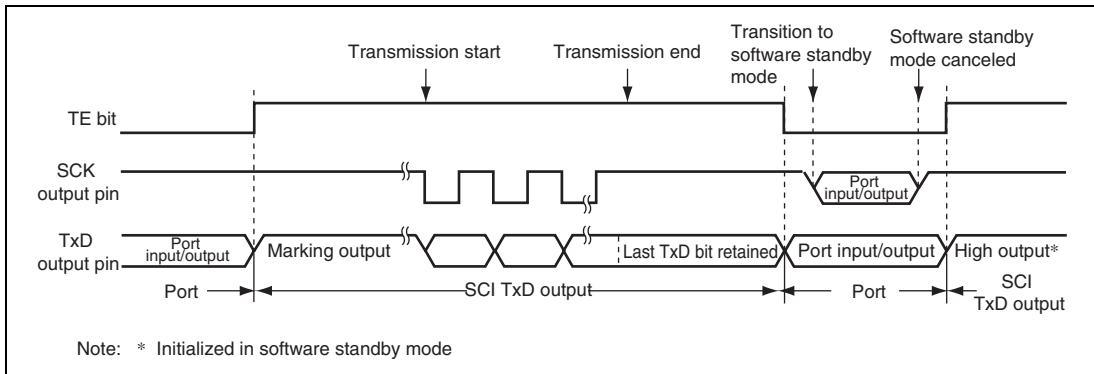 Transmission start
Transmission end
Transition to
software standby
mode
Software standby
mode canceled
TE bit
SCK
output pin
Port
input/output
TxD
output pin
Port
input/output
Marking output
Last TxD bit retained
Port input/output
High output*
Port
SCI TxD output
Port
SCI
TxD output
Note: * Initialized in software standby mode